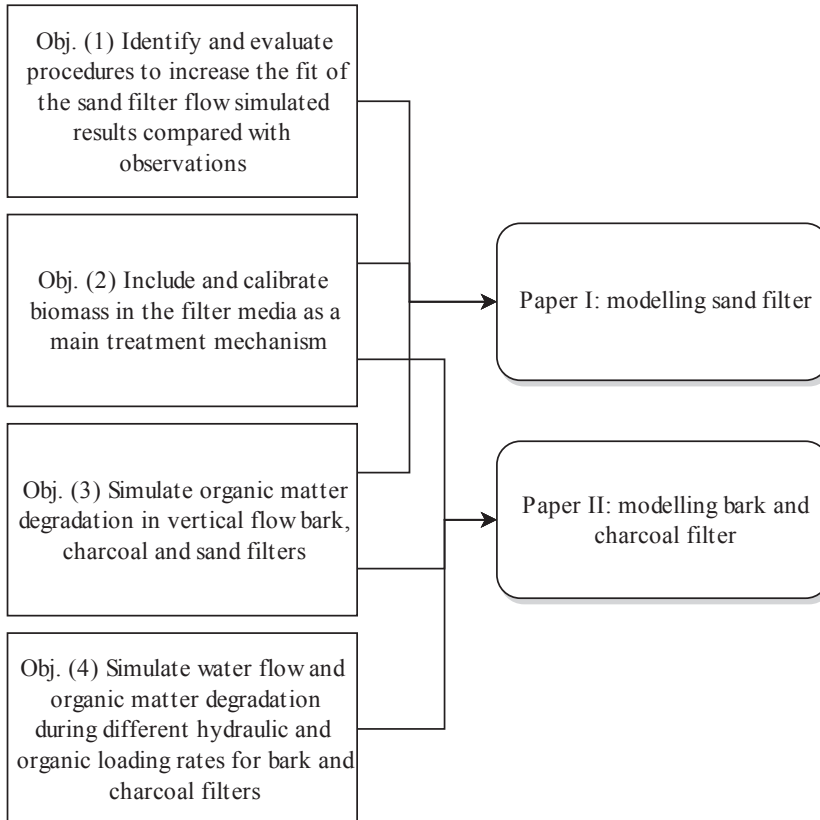 Obj. (1) Identify and evaluate
procedures to increase the fit of
the sand filter flow simulated
results compared with
observations
Obj. (2) Include and calibrate
biomass in the filter media as a
main treatment mechanism
Obj. (3) Simulate organic matter
degradation in vertical flow bark,
charcoal and sand filters
Obj. (4) Simulate water flow and
organic matter degradation
during different hydraulic and
organic loading rates for bark and
charcoal filters
Paper I: modelling sand filter
Paper II: modelling bark and
charcoal filter